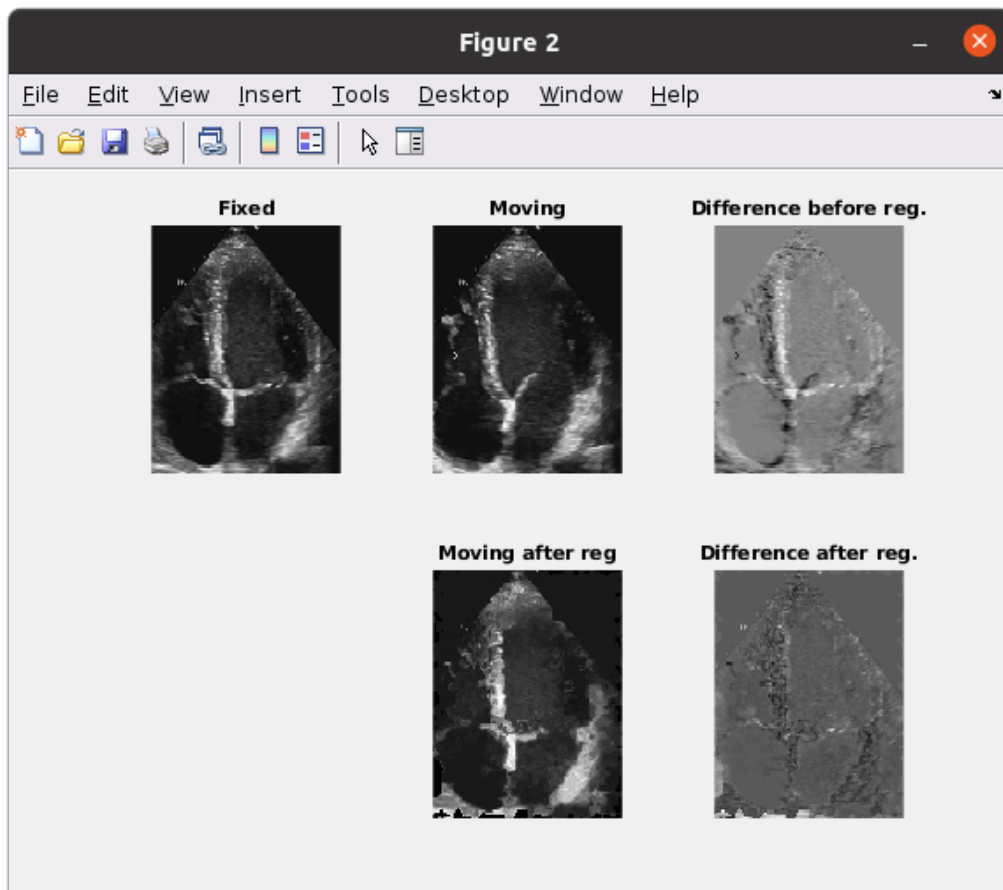 Figure 2
File Edit View Insert Tools Desktop Window Help
Fixed Moving Difference before reg.
Moving after reg Difference after reg.